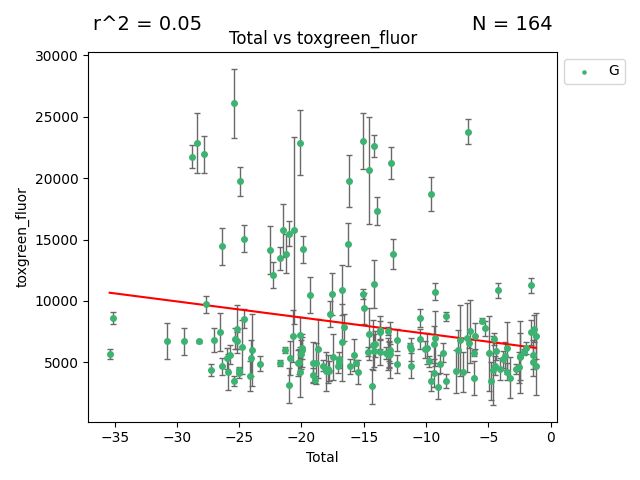 r^2 = 0.05
N = 164
Total vs toxgreen_fluor
G
30000
25000
20000
15000
10000
5000
toxgreen_fluor
−35
−30
−25
−20
−15
−10
−5
0
Total